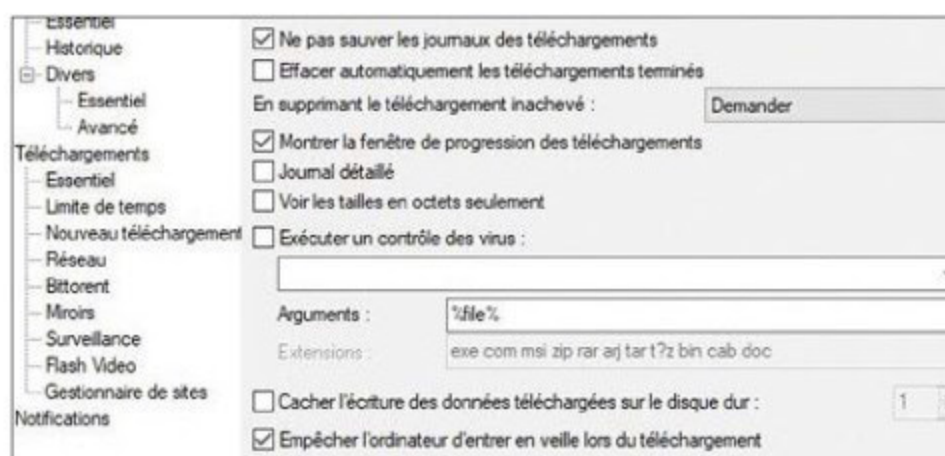 Essentiel
Historique
Divers
Essentiel
Avancé
Téléchargements
Essentiel
Limite de temps
Nouveau téléchargement
Réseau
Bittorent
Miroirs
Surveillance
Flash Video
Gestionnaire de sites
Notifications
Ne pas sauver les journaux des téléchargements
Effacer automatiquement les téléchargements terminés
En supprimant le téléchargement inachevé : Demander
Montrer la fenêtre de progression des téléchargements
Journal détaillé
Voir les tailles en octets seulement
Exécuter un contrôle des virus :
Arguments : %file%
Extensions : exe com msi zip rar arj tar t?z bin cab doc
Cacher l'écriture des données téléchargées sur le disque dur : 1
Empêcher l'ordinateur d'entrer en veille lors du téléchargement